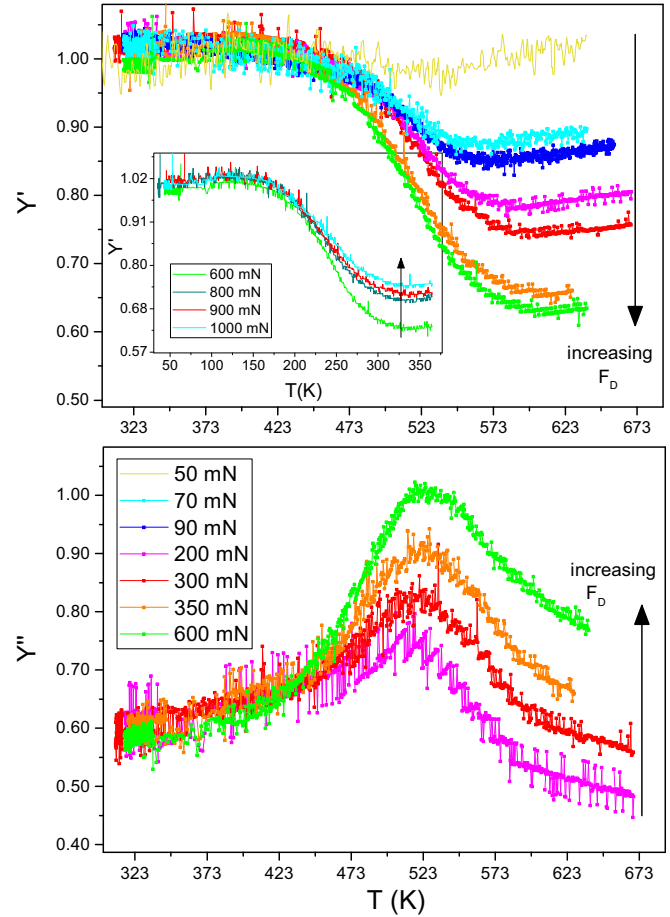 Y'
1.00
0.90
0.80
0.70
0.60
0.50
323 373 423 473 523 573 623 673
increasing
F_D
Y'
1.02
0.91
0.79
0.68
0.57
50 100 150 200 250 300 350
T(K)
600 mN
800 mN
900 mN
1000 mN
Y''
1.00
0.90
0.80
0.70
0.60
0.50
0.40
323 373 423 473 523 573 623 673
T (K)
50 mN
70 mN
90 mN
200 mN
300 mN
350 mN
600 mN
increasing
F_D